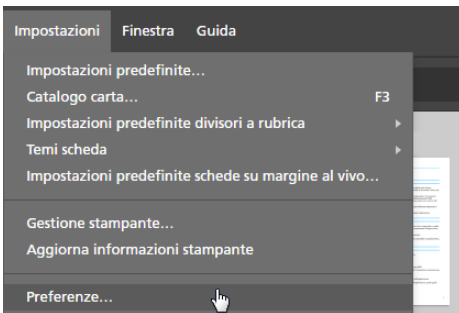 Impostazioni Finestra Guida
Impostazioni predefinite...
Catalogo carta... F3
Impostazioni predefinite divisori a rubrica
Temi scheda
Impostazioni predefinite schede su margine al vivo...
Gestione stampante...
Aggiorna informazioni stampante
Preferenze...